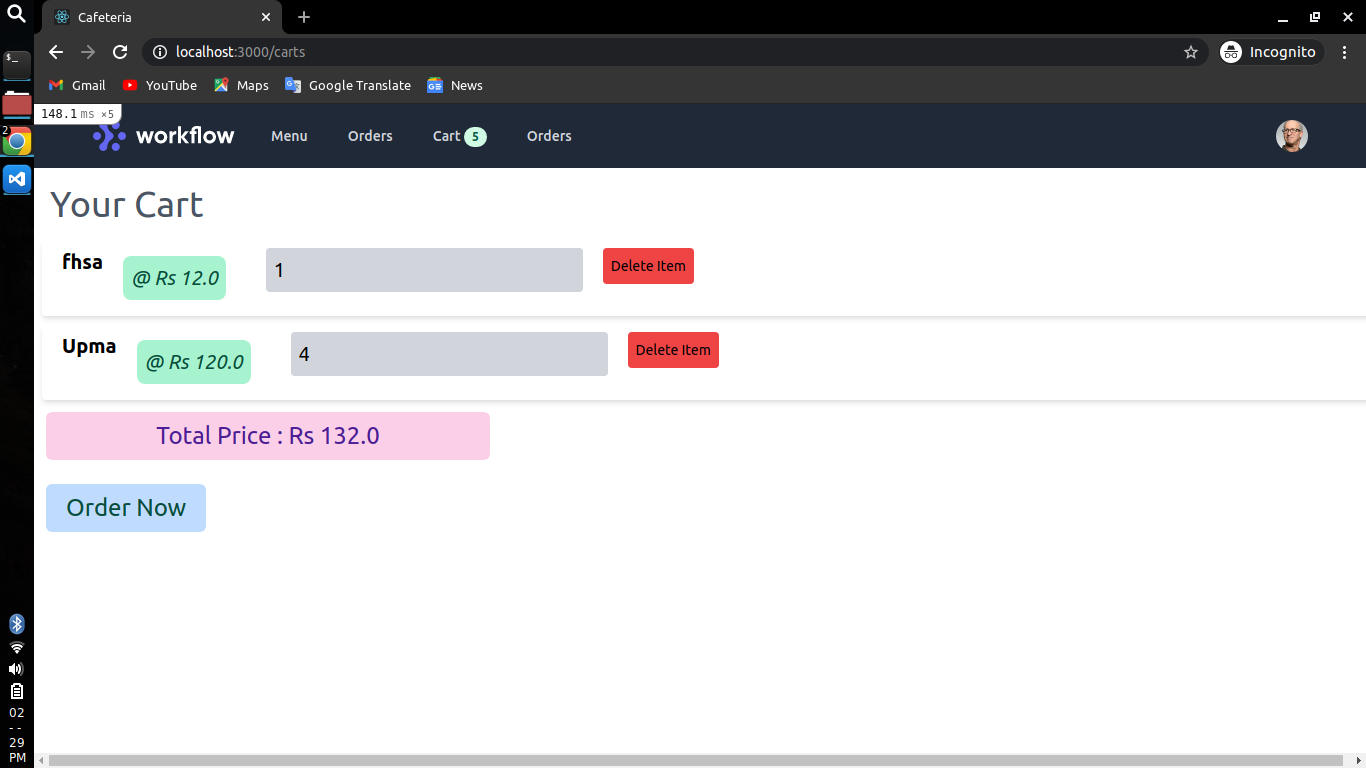 Cafeteria
localhost:3000/carts
Incognito
Gmail YouTube Maps Google Translate News
148.1 ms ×5
workflow Menu Orders Cart 5 Orders
Your Cart
fhsa @ Rs 12.0 1 Delete Item
Upma @ Rs 120.0 4 Delete Item
Total Price : Rs 132.0
Order Now
$_
2
02
--
29
PM